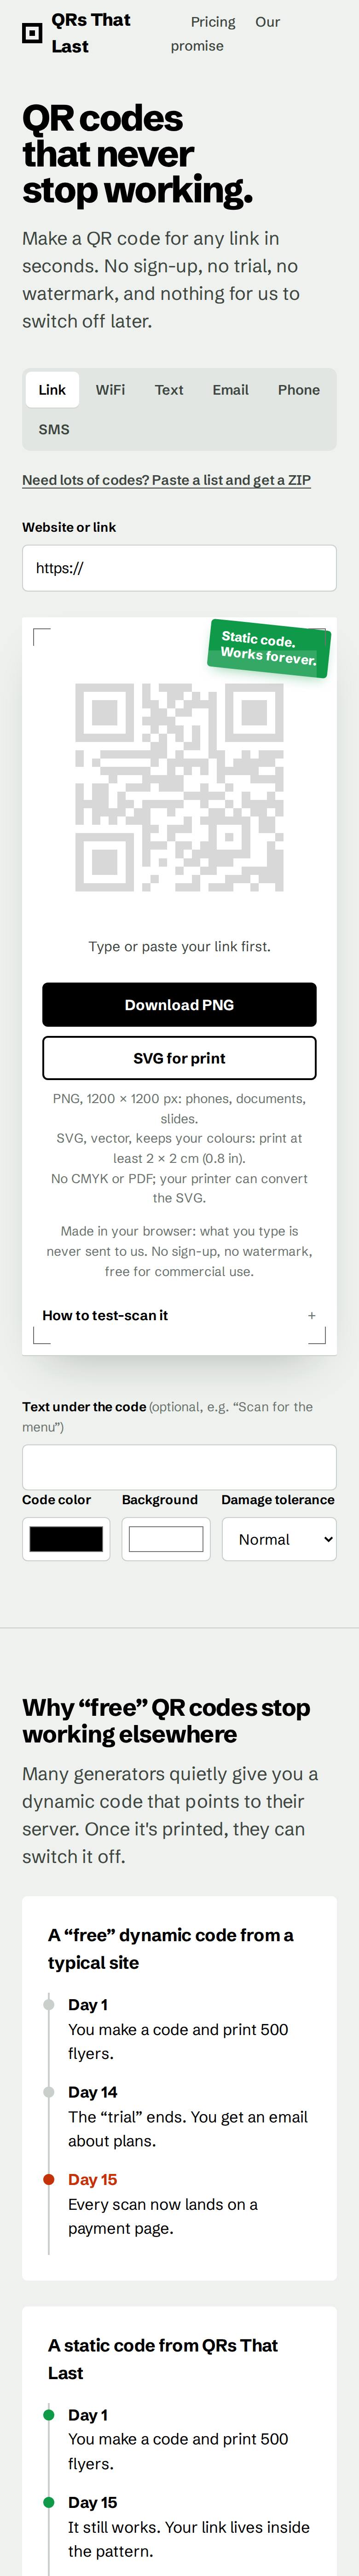 QRs That
Last
Pricing Our
promise
QR codes
that never
stop working.
Make a QR code for any link in
seconds. No sign-up, no trial, no
watermark, and nothing for us to
switch off later.
Link WiFi Text Email Phone
SMS
Need lots of codes? Paste a list and get a ZIP
Website or link
https://
Static code.
Works forever.
Type or paste your link first.
Download PNG
SVG for print
PNG, 1200 × 1200 px: phones, documents,
slides.
SVG, vector, keeps your colours: print at
least 2 × 2 cm (0.8 in).
No CMYK or PDF; your printer can convert
the SVG.
Made in your browser: what you type is
never sent to us. No sign-up, no watermark,
free for commercial use.
How to test-scan it +
Text under the code (optional, e.g. “Scan for the
menu”)
Code color Background Damage tolerance
Normal
Why “free” QR codes stop
working elsewhere
Many generators quietly give you a
dynamic code that points to their
server. Once it's printed, they can
switch it off.
A “free” dynamic code from a
typical site
Day 1
You make a code and print 500
flyers.
Day 14
The “trial” ends. You get an email
about plans.
Day 15
Every scan now lands on a
payment page.
A static code from QRs That
Last
Day 1
You make a code and print 500
flyers.
Day 15
It still works. Your link lives inside
the pattern.